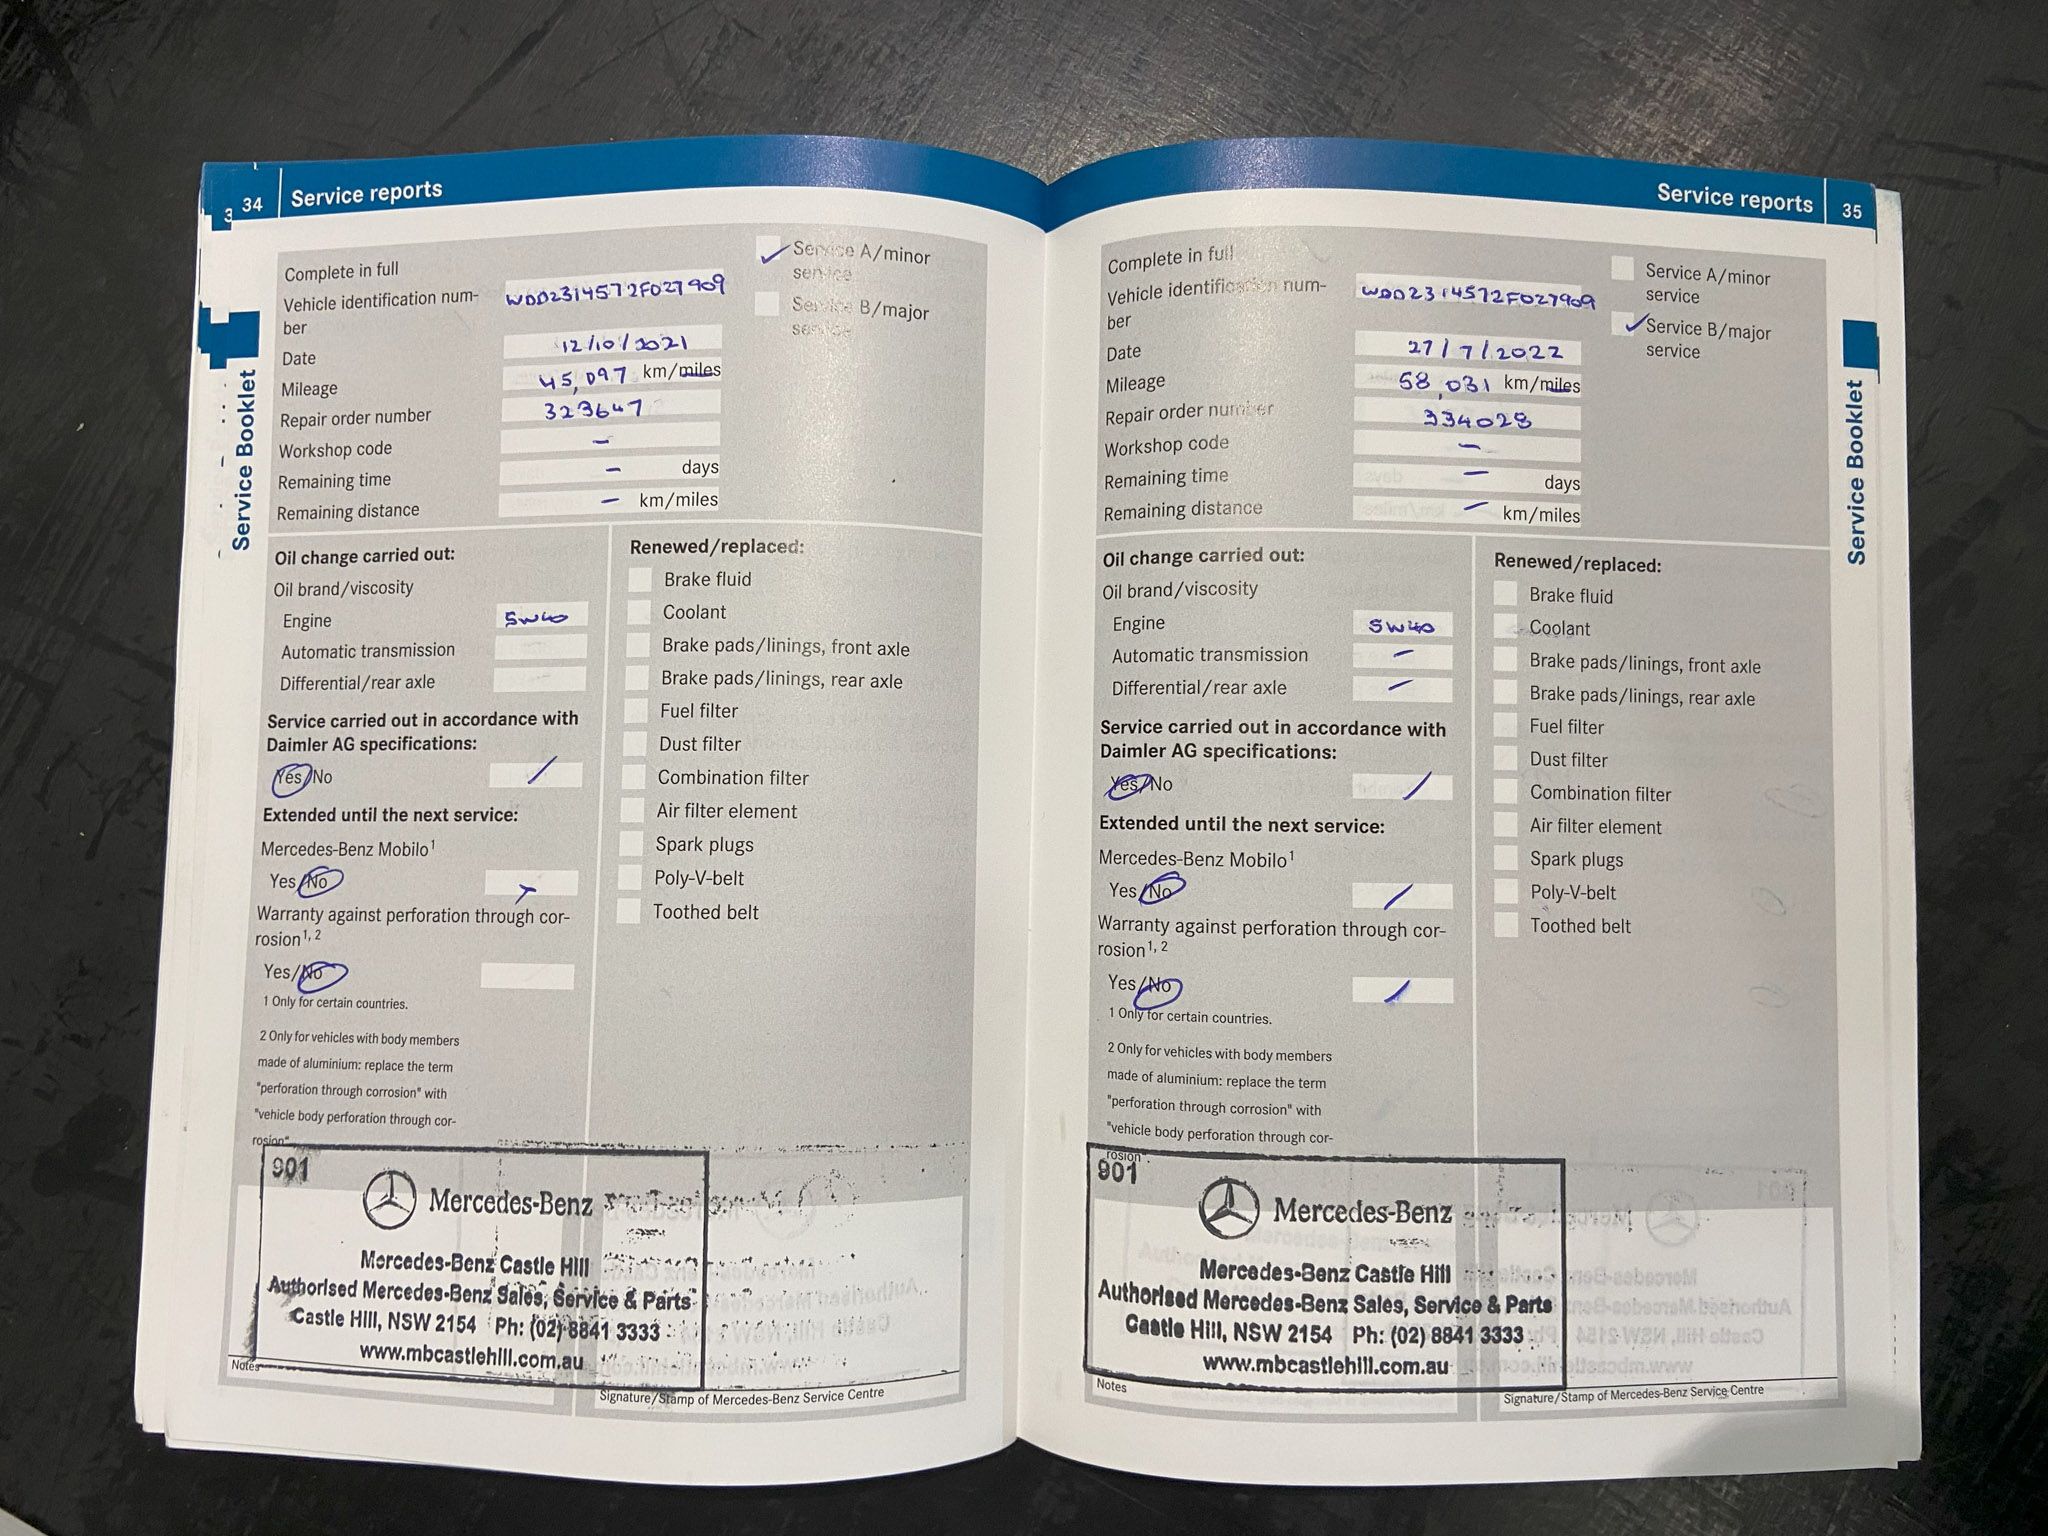 34
Service reports
Service Booklet
Complete in full
Service A/minor
service
Vehicle identification num-
ber
WDD2314572F027909
Service B/major
service
Date
12/10/2021
Mileage
45,097 km/miles
Repair order number
323647
Workshop code
-
Remaining time
- days
Remaining distance
- km/miles
Oil change carried out:
Oil brand/viscosity
Engine
5W40
Automatic transmission
Differential/rear axle
Service carried out in accordance with
Daimler AG specifications:
Yes/No
Extended until the next service:
Mercedes-Benz Mobilo1
Yes/No
Warranty against perforation through cor-
rosion1, 2
Yes/No
1 Only for certain countries.
2 Only for vehicles with body members
made of aluminium: replace the term
"perforation through corrosion" with
"vehicle body perforation through cor-
rosion"
Renewed/replaced:
Brake fluid
Coolant
Brake pads/linings, front axle
Brake pads/linings, rear axle
Fuel filter
Dust filter
Combination filter
Air filter element
Spark plugs
Poly-V-belt
Toothed belt
901
Mercedes-Benz
Mercedes-Benz Castle Hill
Authorised Mercedes-Benz Sales, Service & Parts
Castle Hill, NSW 2154 Ph: (02) 8841 3333
www.mbcastlehill.com.au
Notes
Signature/Stamp of Mercedes-Benz Service Centre
Service reports
35
Service Booklet
Complete in full
Service A/minor
service
Vehicle identification num-
ber
WDD2314572F027909
Service B/major
service
Date
27/7/2022
Mileage
58,031 km/miles
Repair order number
334028
Workshop code
-
Remaining time
- days
Remaining distance
- km/miles
Oil change carried out:
Oil brand/viscosity
Engine
5W40
Automatic transmission
-
Differential/rear axle
-
Service carried out in accordance with
Daimler AG specifications:
Yes/No
Extended until the next service:
Mercedes-Benz Mobilo1
Yes/No
Warranty against perforation through cor-
rosion1, 2
Yes/No
1 Only for certain countries.
2 Only for vehicles with body members
made of aluminium: replace the term
"perforation through corrosion" with
"vehicle body perforation through cor-
rosion".
Renewed/replaced:
Brake fluid
Coolant
Brake pads/linings, front axle
Brake pads/linings, rear axle
Fuel filter
Dust filter
Combination filter
Air filter element
Spark plugs
Poly-V-belt
Toothed belt
901
Mercedes-Benz
Mercedes-Benz Castle Hill
Authorised Mercedes-Benz Sales, Service & Parts
Castle Hill, NSW 2154 Ph: (02) 8841 3333
www.mbcastlehill.com.au
Notes
Signature/Stamp of Mercedes-Benz Service Centre